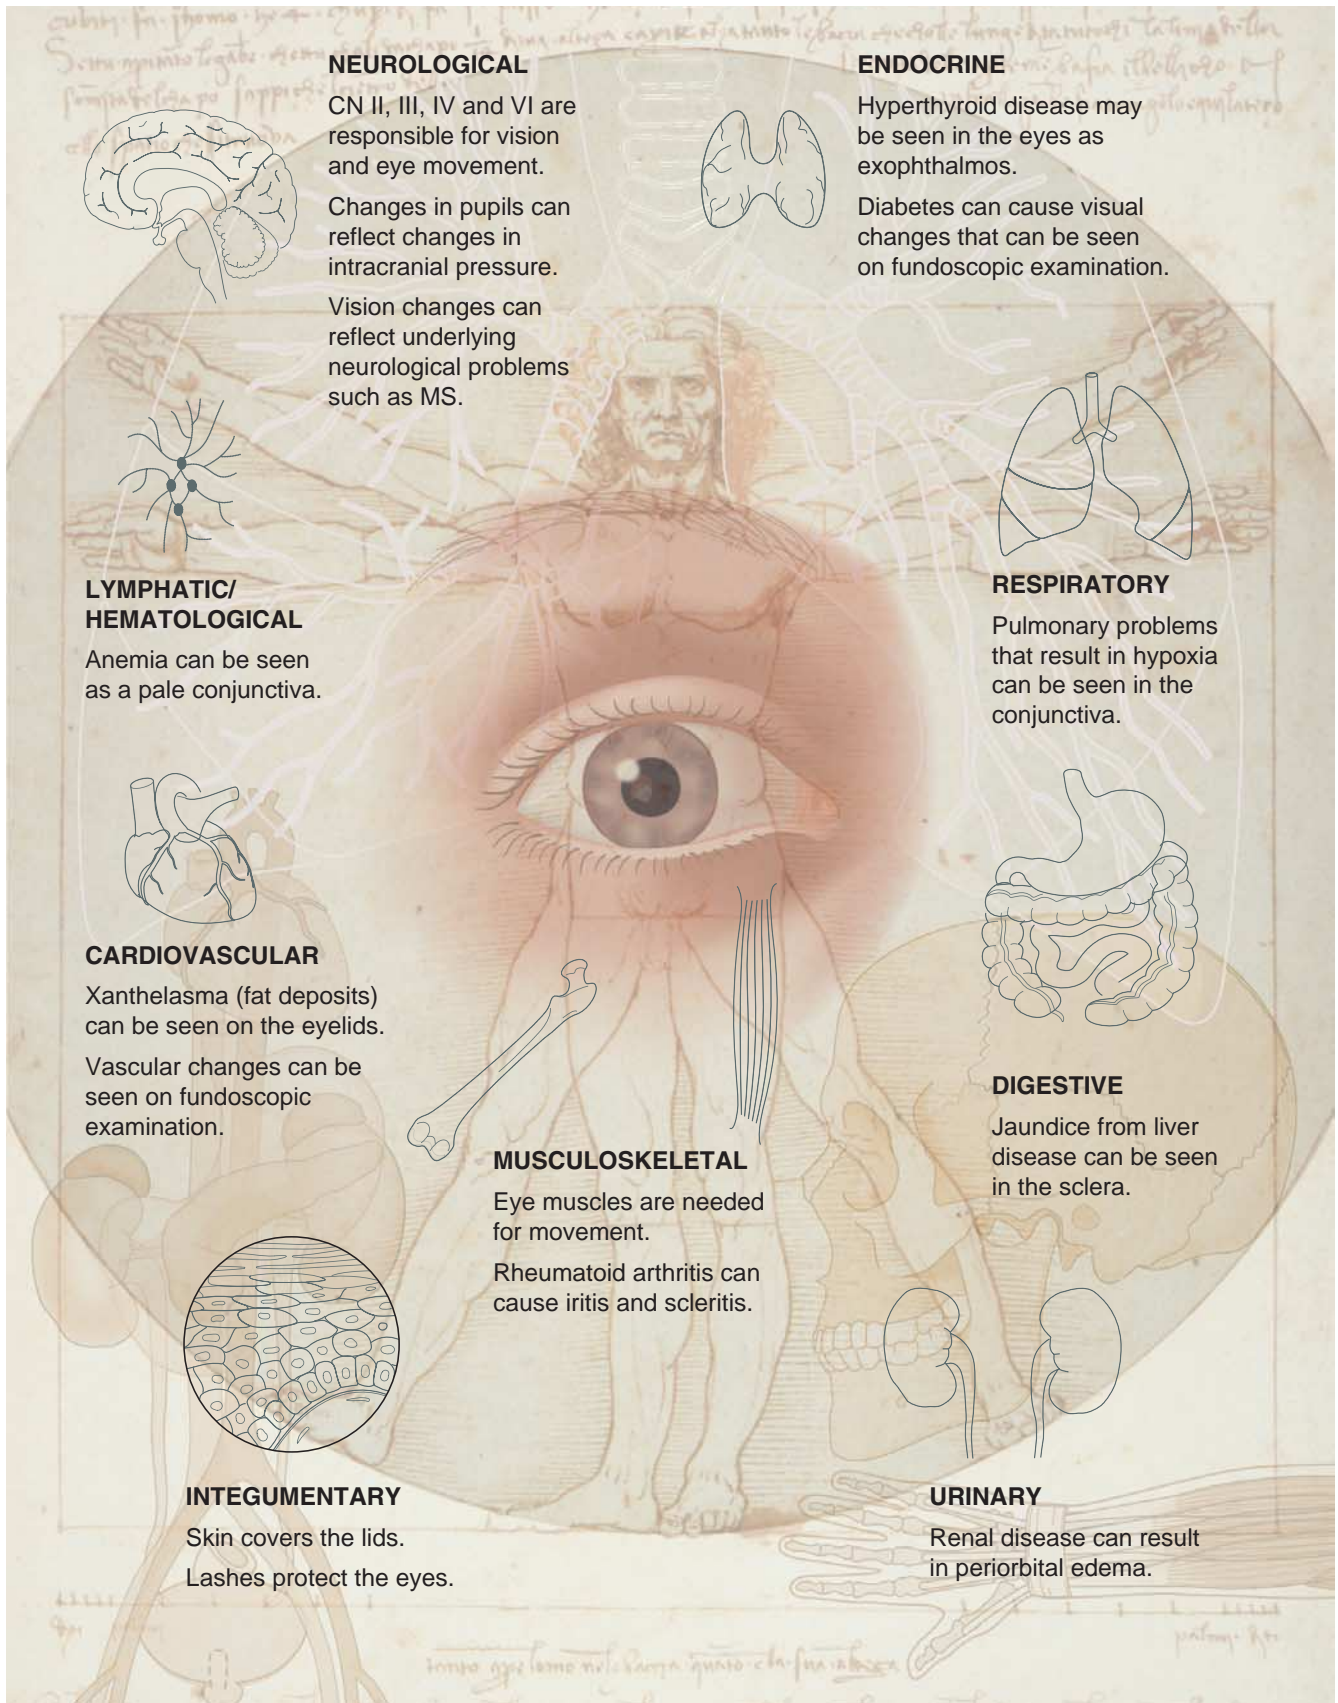 NEUROLOGICAL
CN II, III, IV and VI are
responsible for vision
and eye movement.
Changes in pupils can
reflect changes in
intracranial pressure.
Vision changes can
reflect underlying
neurological problems
such as MS.
ENDOCRINE
Hyperthyroid disease may
be seen in the eyes as
exophthalmos.
Diabetes can cause visual
changes that can be seen
on fundoscopic examination.
LYMPHATIC/
HEMATOLOGICAL
Anemia can be seen
as a pale conjunctiva.
RESPIRATORY
Pulmonary problems
that result in hypoxia
can be seen in the
conjunctiva.
CARDIOVASCULAR
Xanthelasma (fat deposits)
can be seen on the eyelids.
Vascular changes can be
seen on fundoscopic
examination.
DIGESTIVE
Jaundice from liver
disease can be seen
in the sclera.
MUSCULOSKELETAL
Eye muscles are needed
for movement.
Rheumatoid arthritis can
cause iritis and scleritis.
INTEGUMENTARY
Skin covers the lids.
Lashes protect the eyes.
URINARY
Renal disease can result
in periorbital edema.